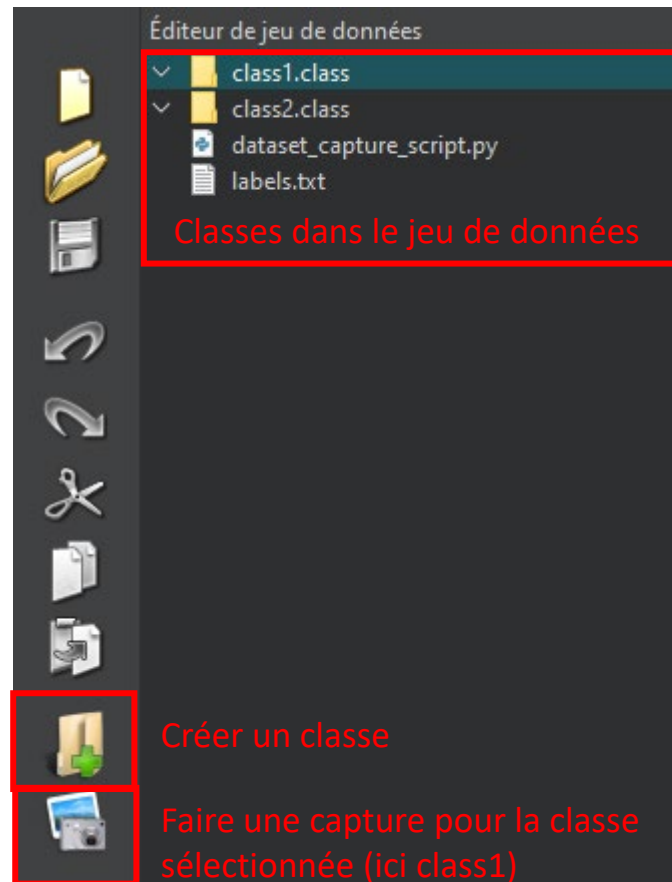 Éditeur de jeu de données
class1.class
class2.class
dataset_capture_script.py
labels.txt
Classes dans le jeu de données
Créer un classe
Faire une capture pour la classe
sélectionnée (ici class1)